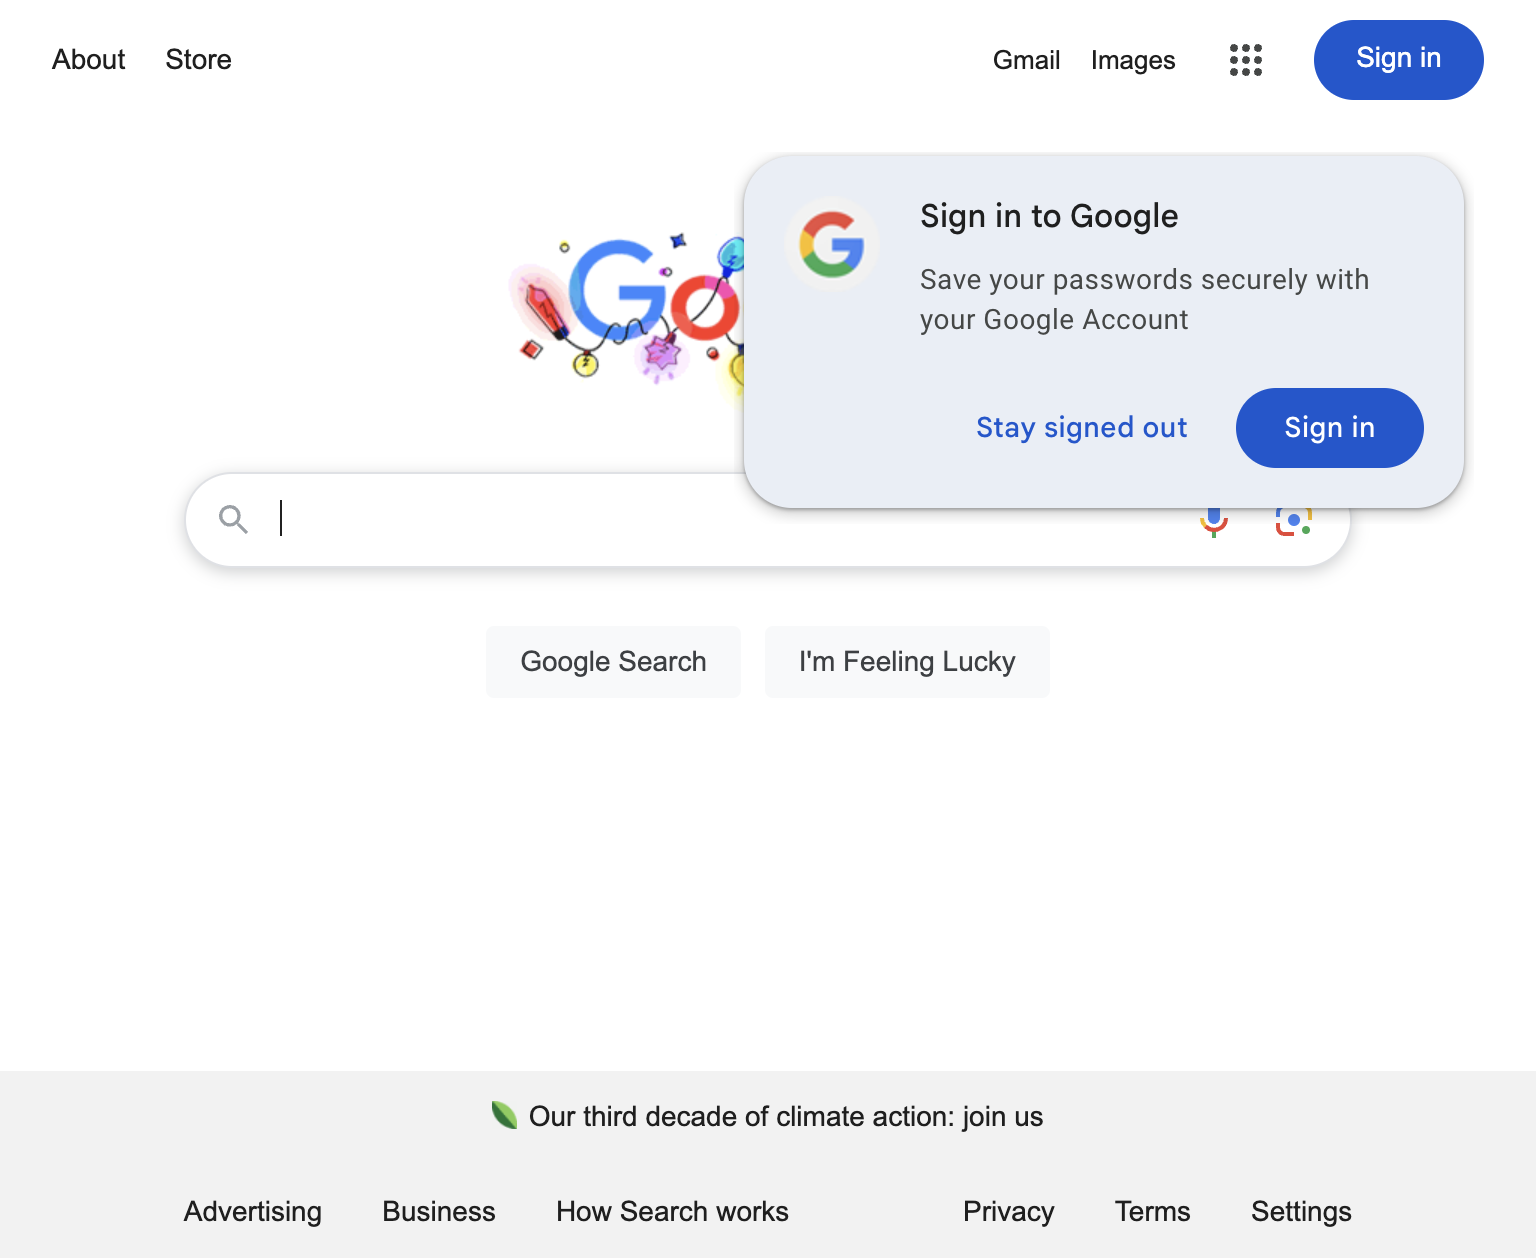 About Store Gmail Images Sign in
Sign in to Google
Save your passwords securely with
your Google Account
Stay signed out Sign in
Go
Google Search I'm Feeling Lucky
Our third decade of climate action: join us
Advertising Business How Search works Privacy Terms Settings